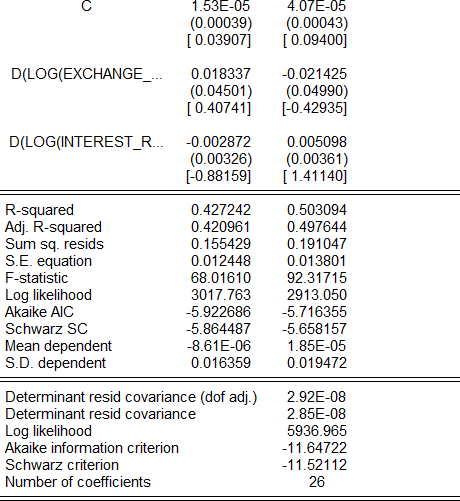 C 1.53E-05 4.07E-05
(0.00039) (0.00043)
[ 0.03907] [ 0.09400]
D(LOG(EXCHANGE_... 0.018337 -0.021425
(0.04501) (0.04990)
[ 0.40741] [-0.42935]
D(LOG(INTEREST_R... -0.002872 0.005098
(0.00326) (0.00361)
[-0.88159] [ 1.41140]
R-squared 0.427242 0.503094
Adj. R-squared 0.420961 0.497644
Sum sq. resids 0.155429 0.191047
S.E. equation 0.012448 0.013801
F-statistic 68.01610 92.31715
Log likelihood 3017.763 2913.050
Akaike AIC -5.922686 -5.716355
Schwarz SC -5.864487 -5.658157
Mean dependent -8.61E-06 1.85E-05
S.D. dependent 0.016359 0.019472
Determinant resid covariance (dof adj.) 2.92E-08
Determinant resid covariance 2.85E-08
Log likelihood 5936.965
Akaike information criterion -11.64722
Schwarz criterion -11.52112
Number of coefficients 26